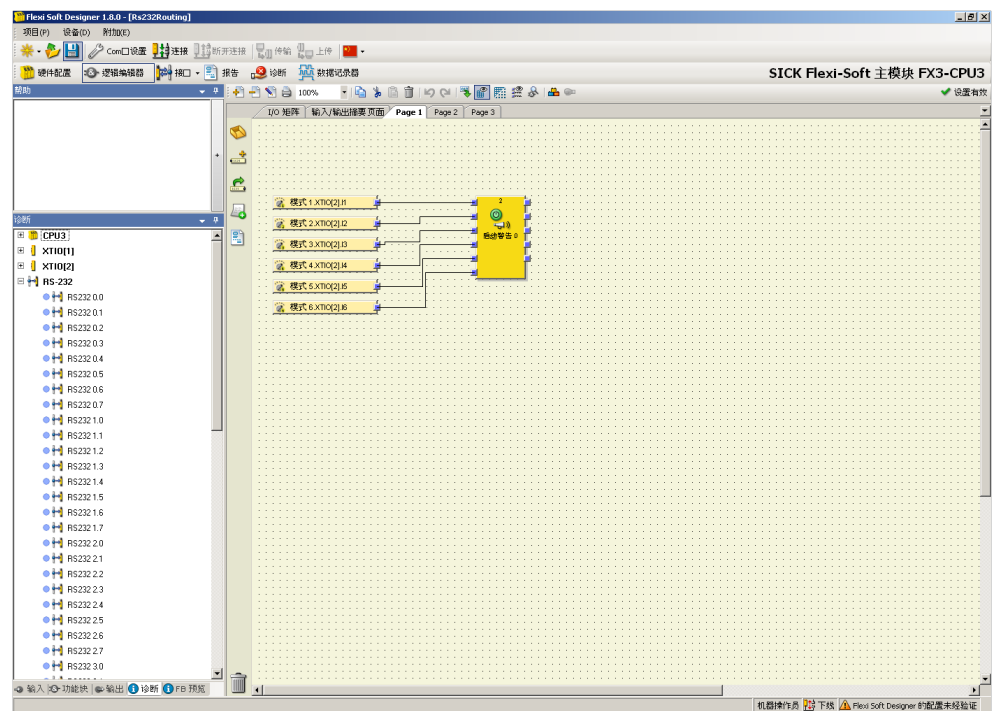 Flexi Soft Designer 1.8.0 - [Rs232Routing]
项目(P) 设备(D) 附加(E)
Com口设置 连接 断开连接 传输 上传
硬件配置 逻辑编辑器 接口 报告 诊断 数据记录器 SICK Flexi-Soft 主模块 FX3-CPU3
帮助
100%
设置有效
I/O 矩阵 输入/输出摘要页面 Page 1 Page 2 Page 3
模式 1.XTIO[2].I1
模式 2.XTIO[2].I2
模式 3.XTIO[2].I3
模式 4.XTIO[2].I4
模式 5.XTIO[2].I5
模式 6.XTIO[2].I6
2
启动警告 0
诊断
CPU3
XTIO[1]
XTIO[2]
RS-232
RS232 0.0
RS232 0.1
RS232 0.2
RS232 0.3
RS232 0.4
RS232 0.5
RS232 0.6
RS232 0.7
RS232 1.0
RS232 1.1
RS232 1.2
RS232 1.3
RS232 1.4
RS232 1.5
RS232 1.6
RS232 1.7
RS232 2.0
RS232 2.1
RS232 2.2
RS232 2.3
RS232 2.4
RS232 2.5
RS232 2.6
RS232 2.7
RS232 3.0
输入 功能块 输出 诊断 FB 预览
机器操作员 下线 Flexi Soft Designer 的配置未经验证